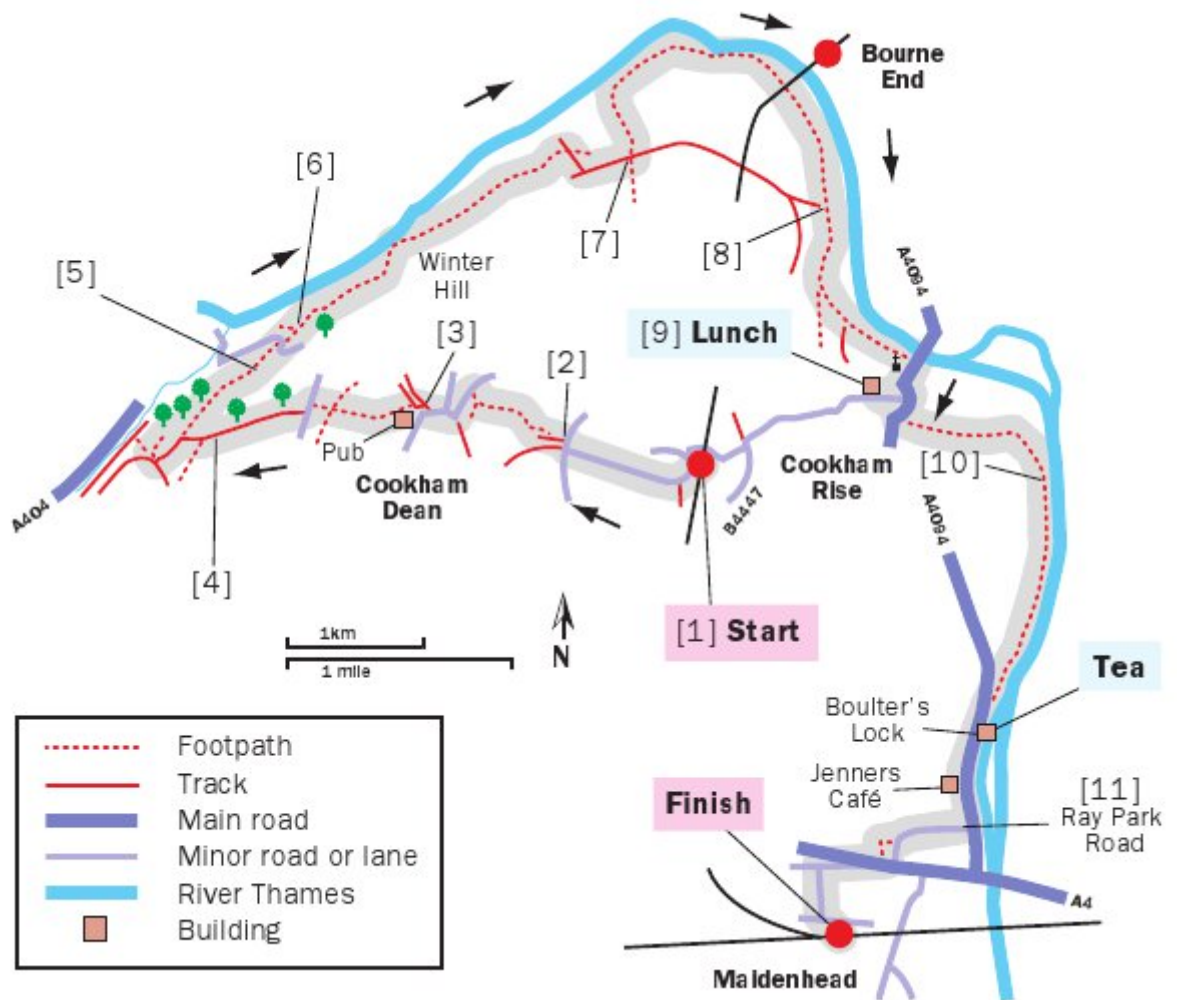 Bourne
End
[6]
[5]
[7]
[8]
Winter
Hill
A4094
[3]
[9] Lunch
[2]
Pub
Cookham
Dean
Cookham
Rise
[10]
A404
B4447
A4094
[4]
[1] Start
1km
1 mile
N
Tea
Boulter's
Lock
Jenners
Café
[11]
Ray Park
Road
Finish
A4
Maidenhead
Footpath
Track
Main road
Minor road or lane
River Thames
Building